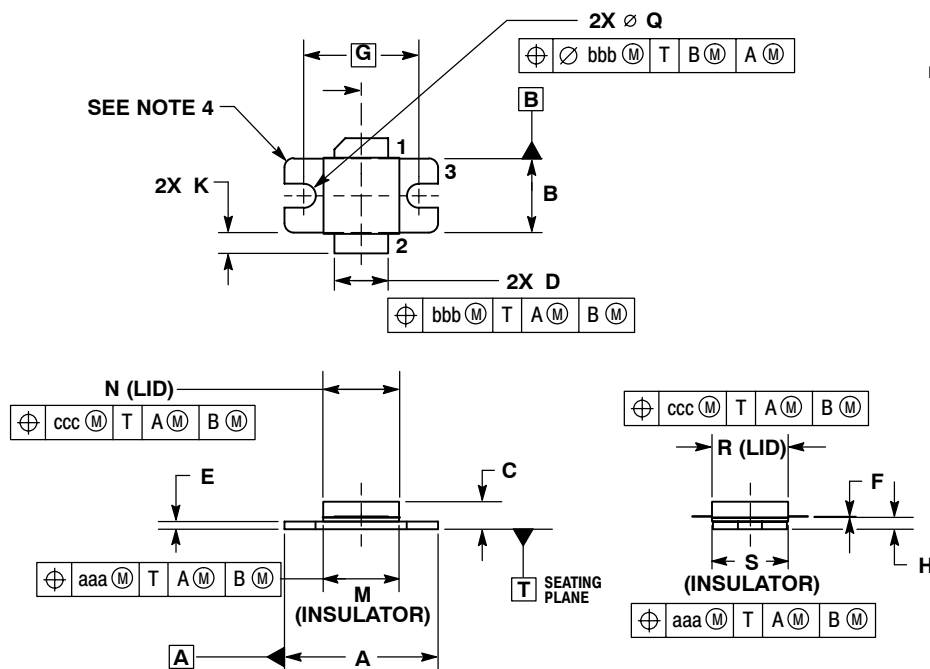 2X ⌀ Q
⌖ ⌀ bbb Ⓜ T B Ⓜ A Ⓜ
G
B
SEE NOTE 4
1
3
2X K
B
2
2X D
⌖ bbb Ⓜ T A Ⓜ B Ⓜ
N (LID)
⌖ ccc Ⓜ T A Ⓜ B Ⓜ
⌖ ccc Ⓜ T A Ⓜ B Ⓜ
R (LID)
E
C
F
H
⌖ aaa Ⓜ T A Ⓜ B Ⓜ
M
(INSULATOR)
T SEATING
PLANE
S
(INSULATOR)
⌖ aaa Ⓜ T A Ⓜ B Ⓜ
A
A